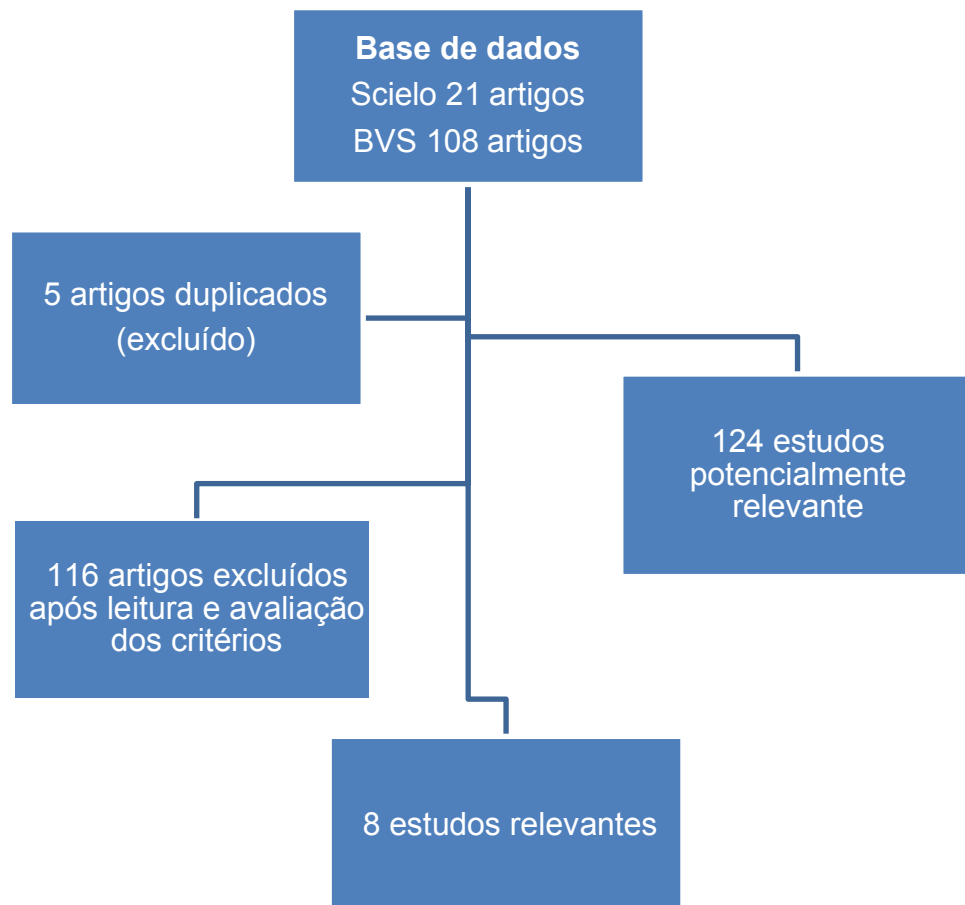 Base de dados
Scielo 21 artigos
BVS 108 artigos
5 artigos duplicados
(excluído)
124 estudos
potencialmente
relevante
116 artigos excluídos
após leitura e avaliação
dos critérios
8 estudos relevantes